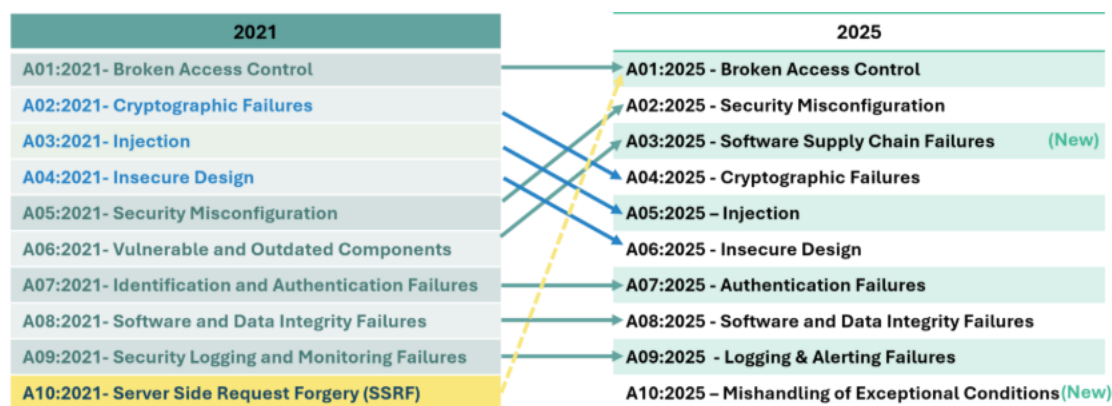 2021
A01:2021- Broken Access Control
A02:2021- Cryptographic Failures
A03:2021- Injection
A04:2021- Insecure Design
A05:2021- Security Misconfiguration
A06:2021- Vulnerable and Outdated Components
A07:2021- Identification and Authentication Failures
A08:2021- Software and Data Integrity Failures
A09:2021- Security Logging and Monitoring Failures
A10:2021- Server Side Request Forgery (SSRF)
2025
A01:2025 - Broken Access Control
A02:2025 - Security Misconfiguration
A03:2025 - Software Supply Chain Failures (New)
A04:2025 - Cryptographic Failures
A05:2025 – Injection
A06:2025 - Insecure Design
A07:2025 - Authentication Failures
A08:2025 - Software and Data Integrity Failures
A09:2025 - Logging & Alerting Failures
A10:2025 – Mishandling of Exceptional Conditions(New)